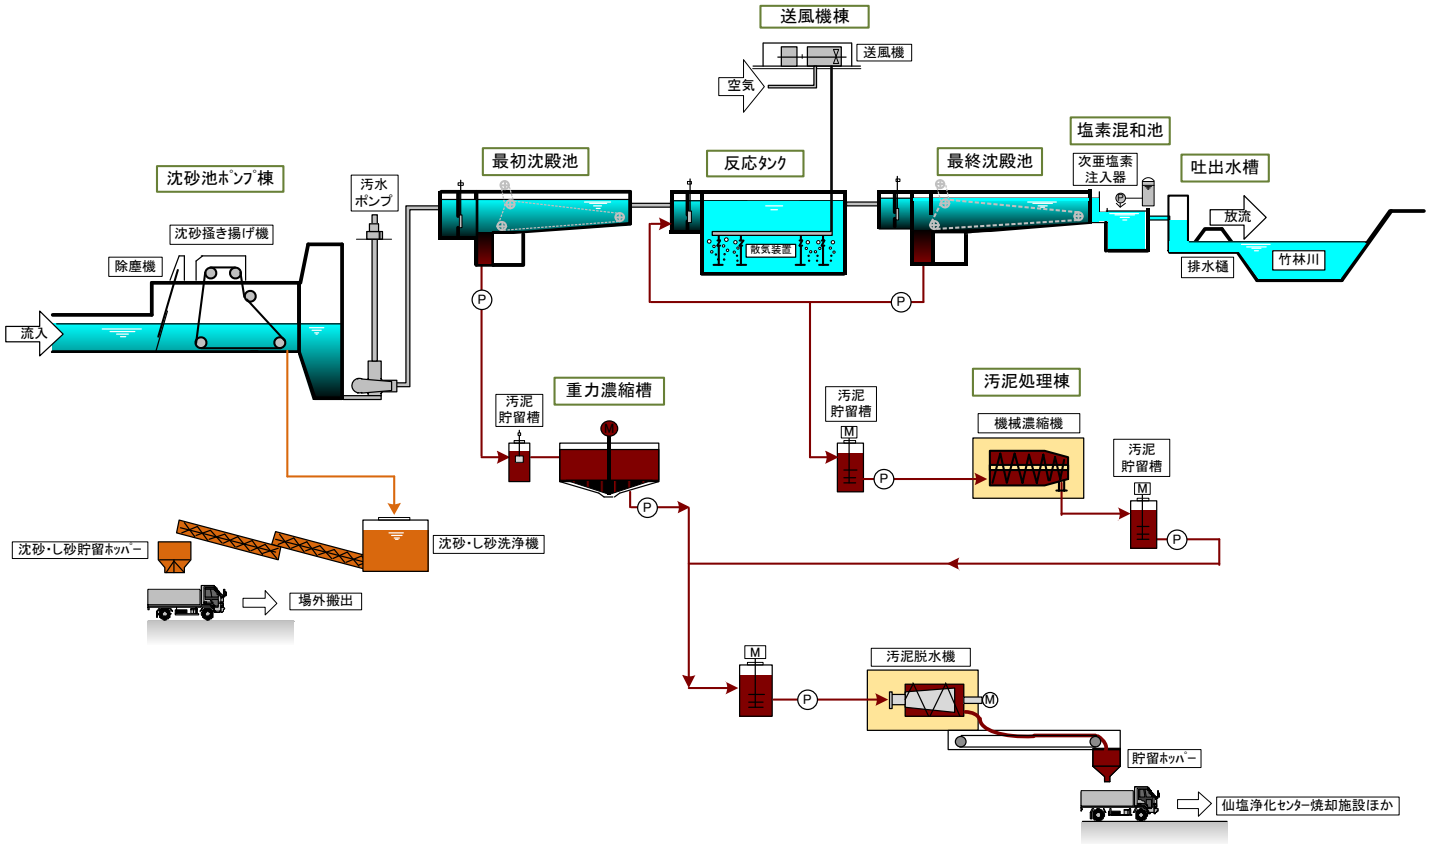 送風機棟
送風機
空気
塩素混和池
最初沈殿池
反応タンク
最終沈殿池
次亜塩素
注入器
吐出水槽
沈砂池ポンプ棟
汚水
ポンプ
P
放流
沈砂掻き揚げ機
除塵機
散気装置
排水樋
竹林川
流入
P
P
重力濃縮槽
汚泥処理棟
汚泥
貯留槽
汚泥
貯留槽
機械濃縮機
M
M
汚泥
貯留槽
P
M
P
P
沈砂・し砂貯留ホッパー
沈砂・し砂洗浄機
場外搬出
M
汚泥脱水機
P
M
貯留ホッパー
仙塩浄化センター焼却施設ほか